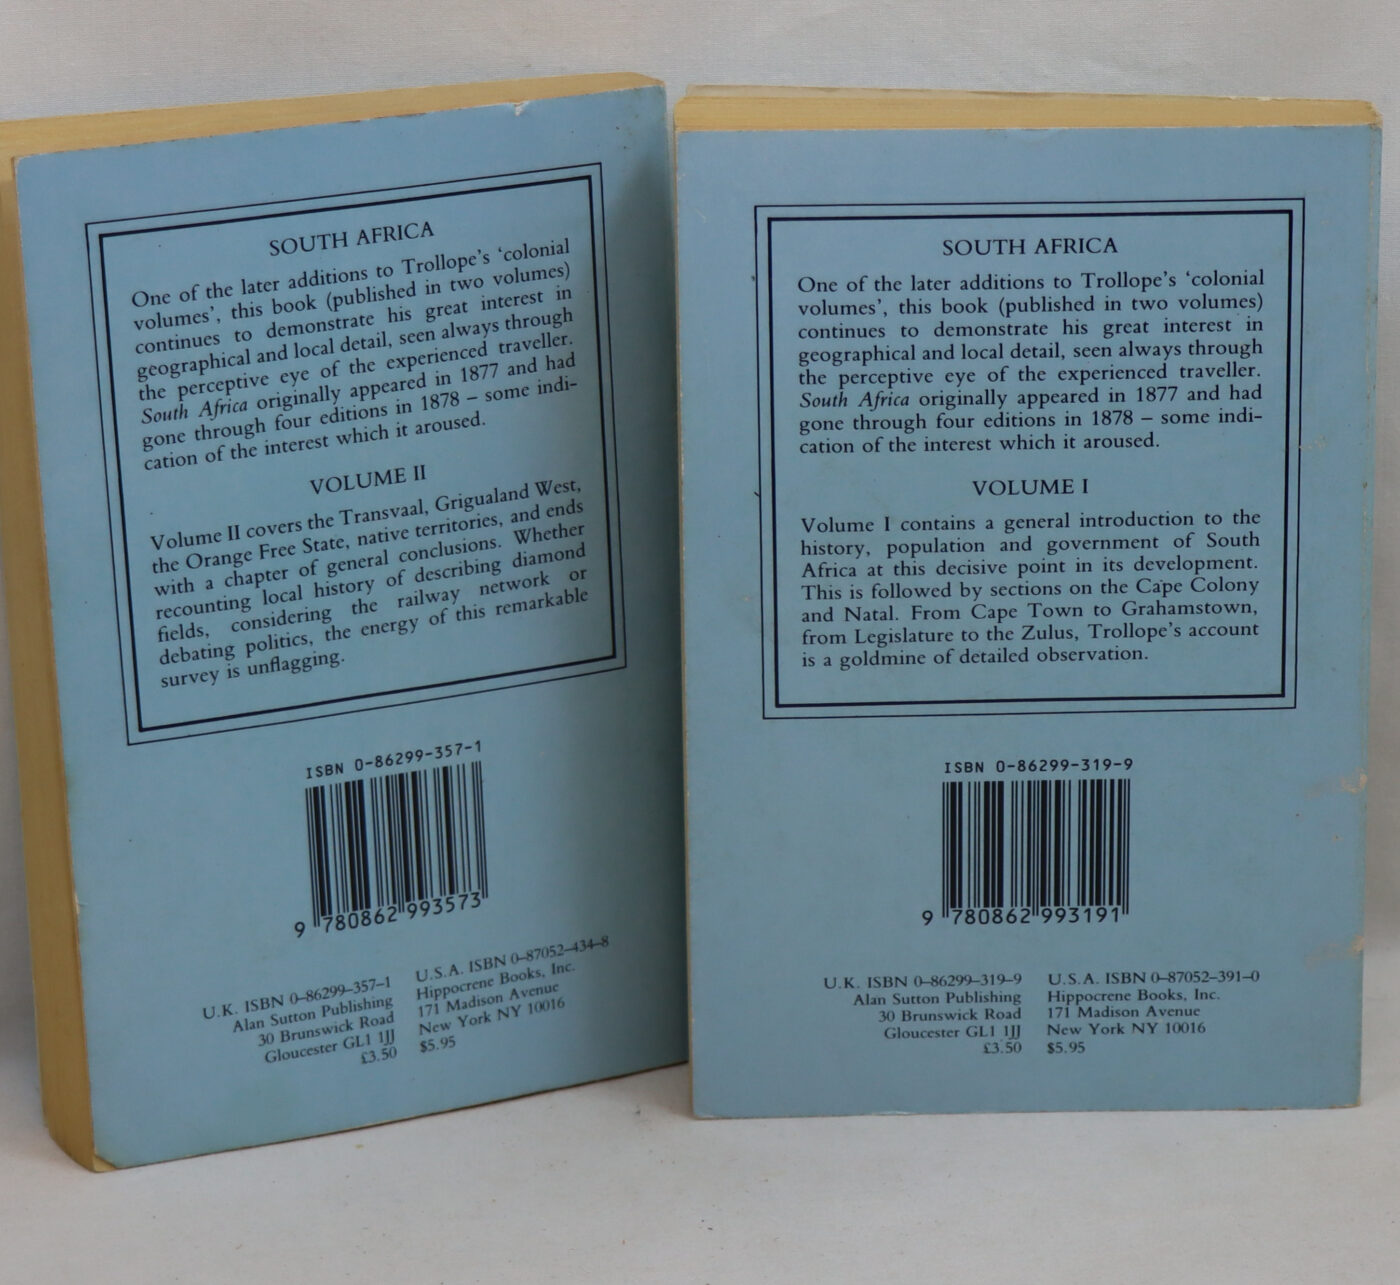 SOUTH AFRICA
One of the later additions to Trollope's 'colonial
volumes', this book (published in two volumes)
continues to demonstrate his great interest in
geographical and local detail, seen always through
the perceptive eye of the experienced traveller.
South Africa originally appeared in 1877 and had
gone through four editions in 1878 – some indi-
cation of the interest which it aroused.
VOLUME II
Volume II covers the Transvaal, Grigualand West,
the Orange Free State, native territories, and ends
with a chapter of general conclusions. Whether
recounting local history of describing diamond
fields, considering the railway network or
debating politics, the energy of this remarkable
survey is unflagging.
ISBN 0-86299-357-1
9 780862 993573
U.K. ISBN 0–86299–357–1
Alan Sutton Publishing
30 Brunswick Road
Gloucester GL1 1JJ
£3.50
U.S.A. ISBN 0–87052–434–8
Hippocrene Books, Inc.
171 Madison Avenue
New York NY 10016
$5.95
SOUTH AFRICA
One of the later additions to Trollope's 'colonial
volumes', this book (published in two volumes)
continues to demonstrate his great interest in
geographical and local detail, seen always through
the perceptive eye of the experienced traveller.
South Africa originally appeared in 1877 and had
gone through four editions in 1878 – some indi-
cation of the interest which it aroused.
VOLUME I
Volume I contains a general introduction to the
history, population and government of South
Africa at this decisive point in its development.
This is followed by sections on the Cape Colony
and Natal. From Cape Town to Grahamstown,
from Legislature to the Zulus, Trollope's account
is a goldmine of detailed observation.
ISBN 0-86299-319-9
9 780862 993191
U.K. ISBN 0–86299–319–9
Alan Sutton Publishing
30 Brunswick Road
Gloucester GL1 1JJ
£3.50
U.S.A. ISBN 0–87052–391–0
Hippocrene Books, Inc.
171 Madison Avenue
New York NY 10016
$5.95